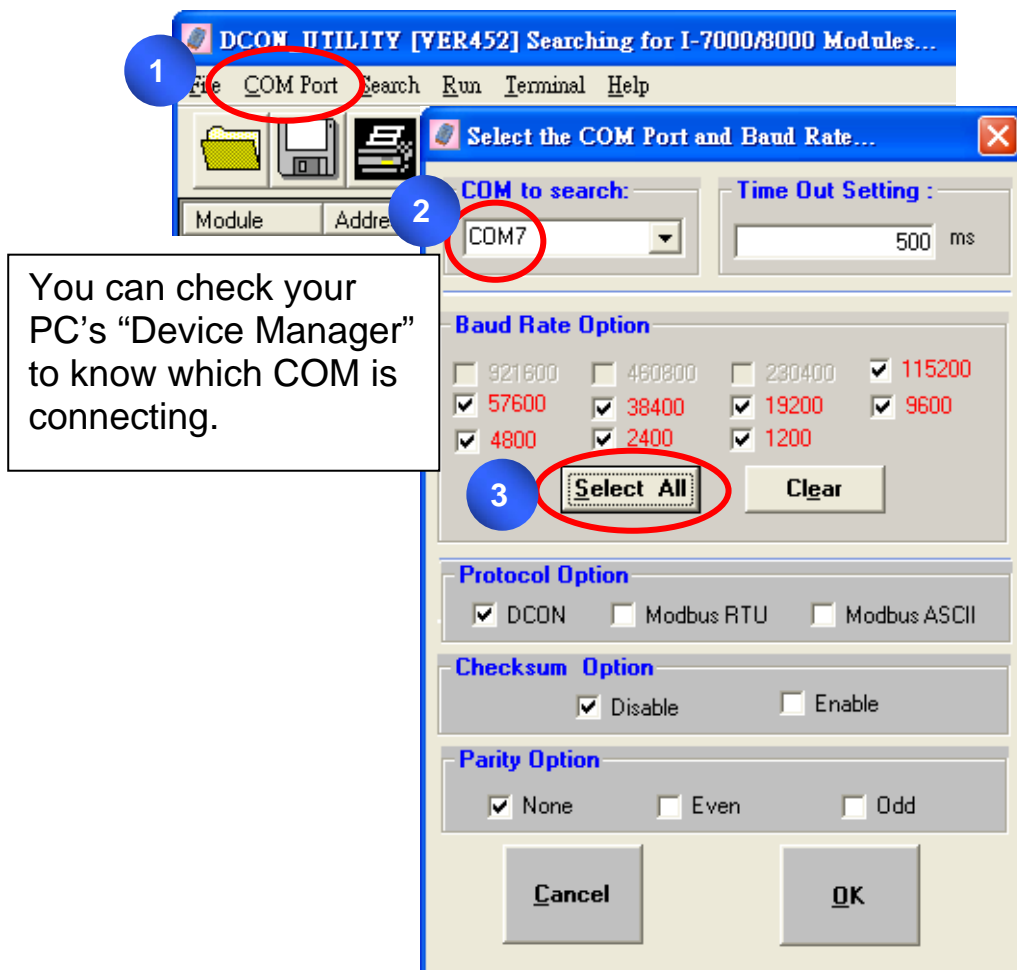 DCON UTILITY [VER452] Searching for I-7000/8000 Modules...
1
File COM Port Search Run Terminal Help
Select the COM Port and Baud Rate...
COM to search:
Time Out Setting :
2
Module
COM7
500 ms
You can check your
PC's “Device Manager”
to know which COM is
connecting.
Baud Rate Option
921600 460800 230400 115200
57600 38400 19200 9600
4800 2400 1200
3
Select All
Clear
Protocol Option
DCON Modbus RTU Modbus ASCII
Checksum Option
Disable Enable
Parity Option
None Even Odd
Cancel
OK